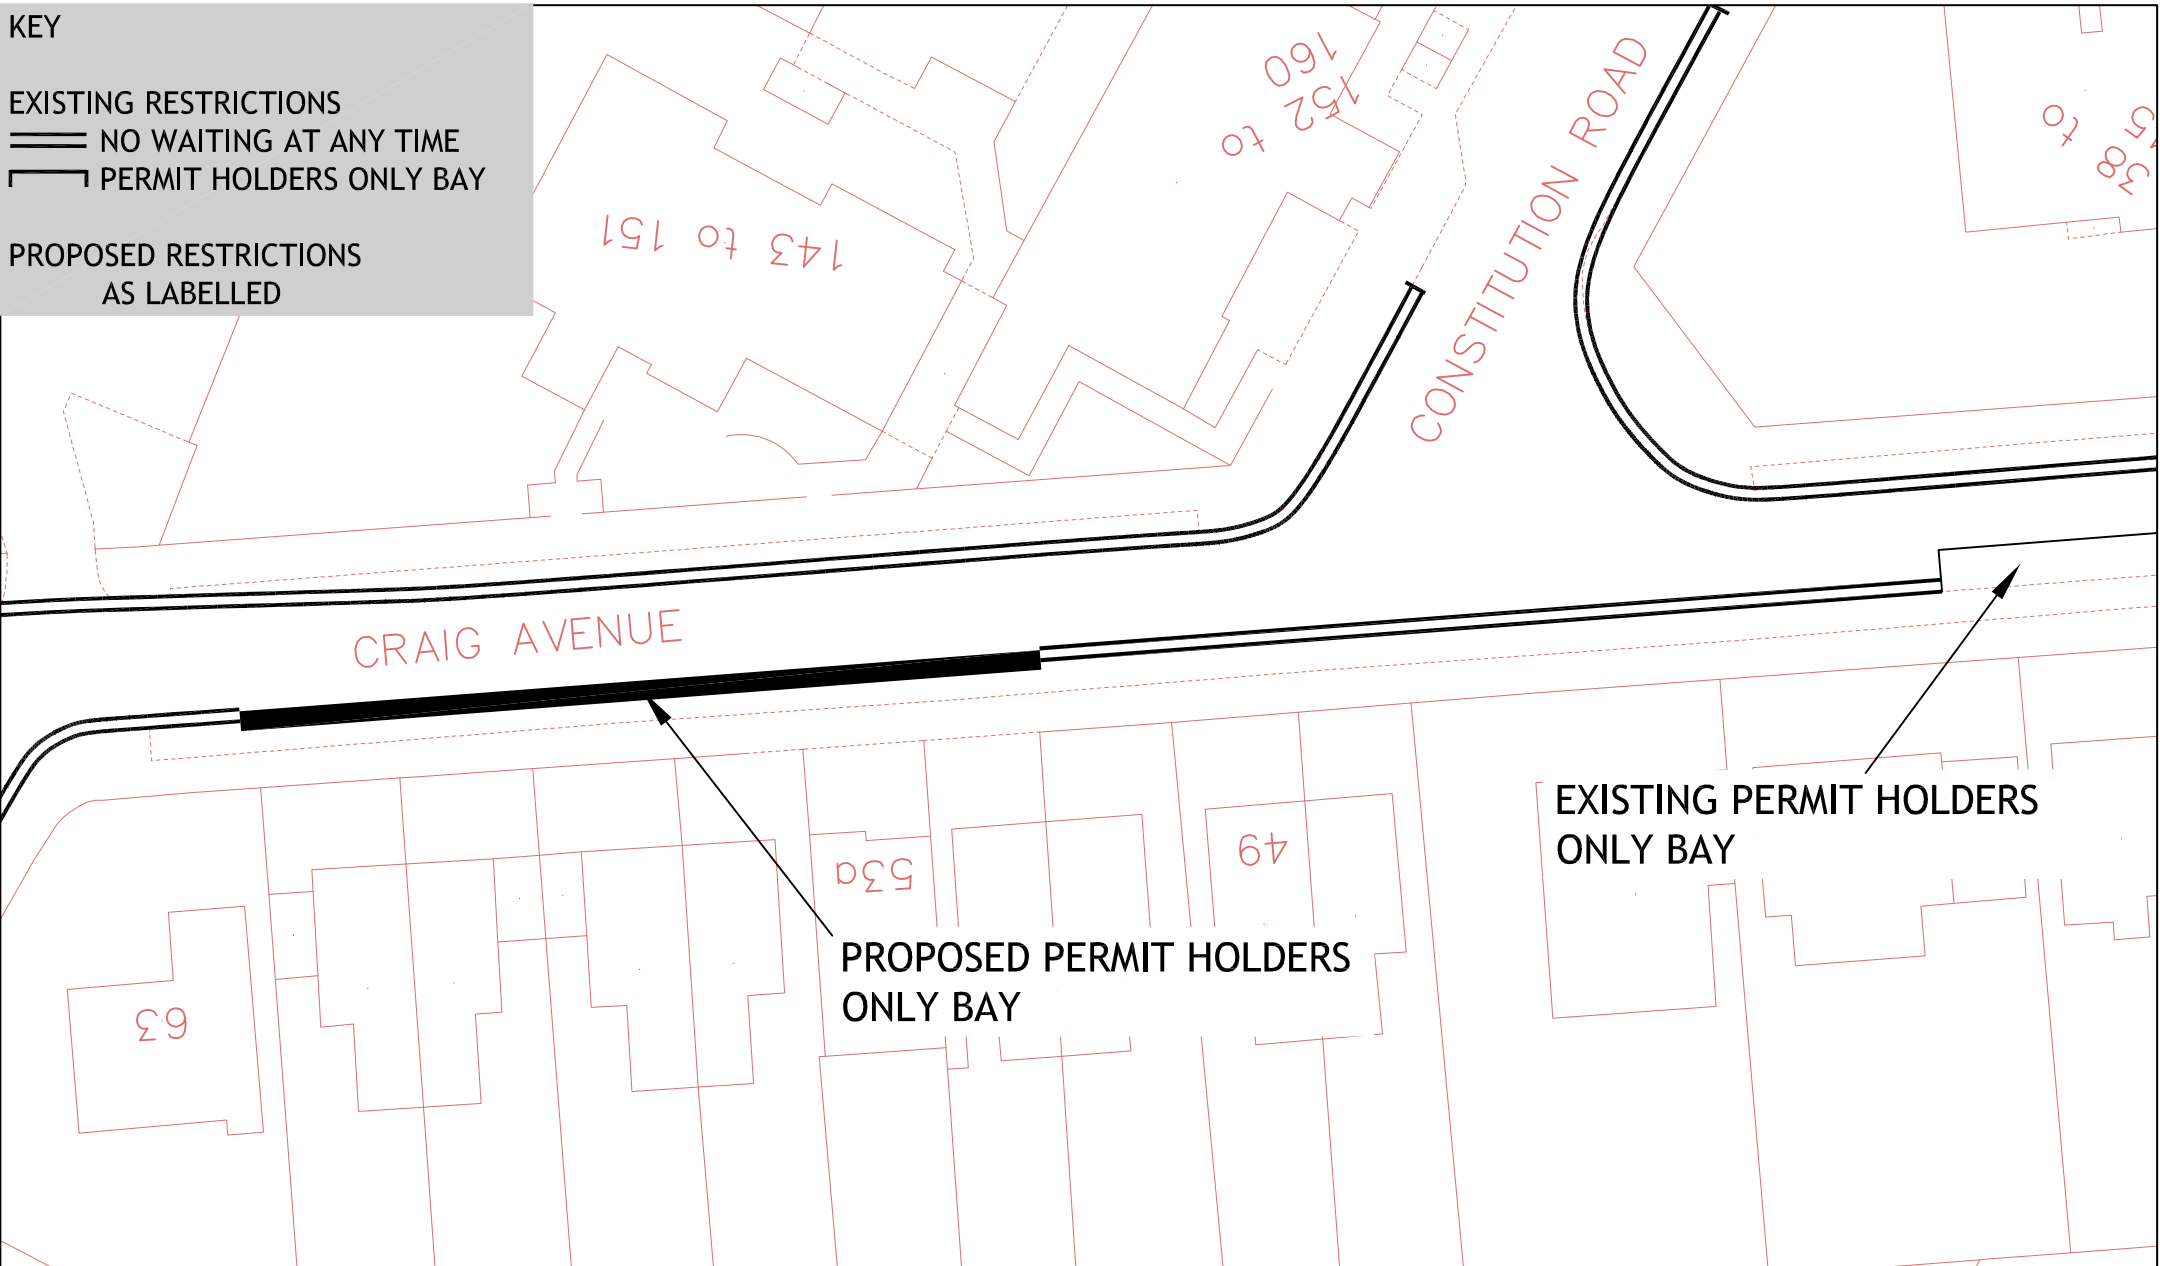 KEY
EXISTING RESTRICTIONS
NO WAITING AT ANY TIME
PERMIT HOLDERS ONLY BAY
PROPOSED RESTRICTIONS
AS LABELLED
143 to 151
152 to
160
CONSTITUTION ROAD
38 to
CRAIG AVENUE
EXISTING PERMIT HOLDERS
ONLY BAY
53a
49
PROPOSED PERMIT HOLDERS
ONLY BAY
63